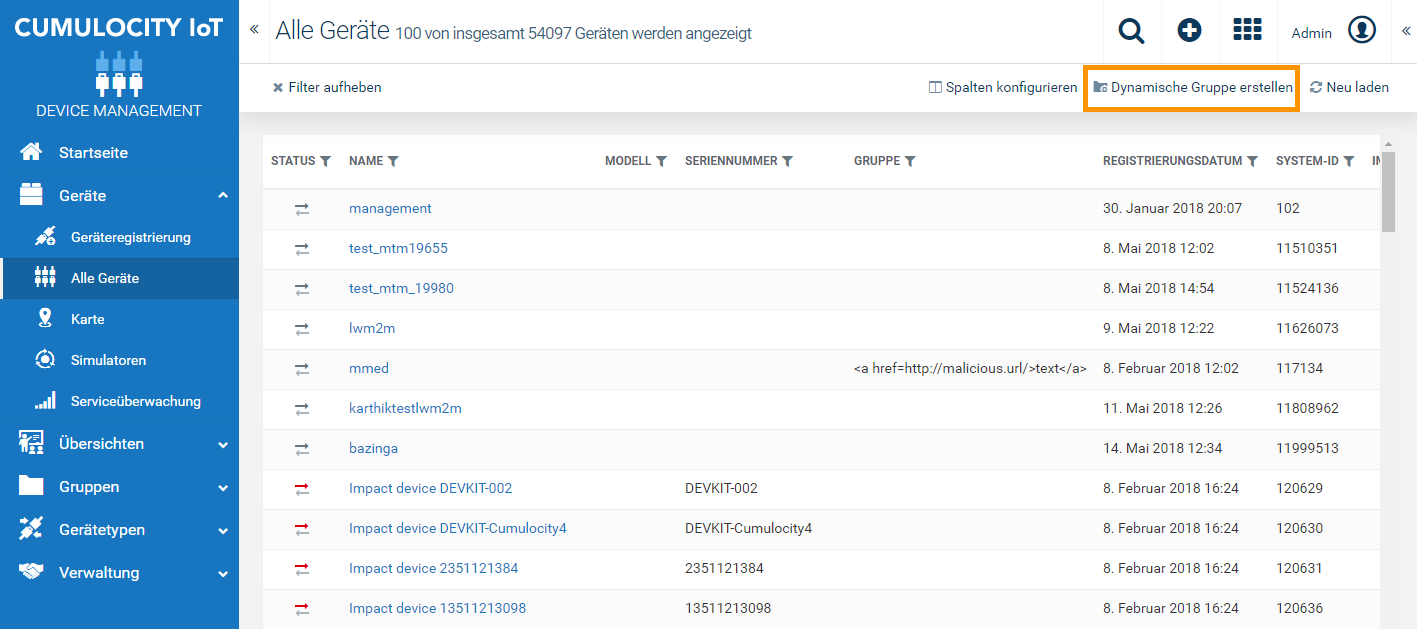 CUMULOCITY IoT
DEVICE MANAGEMENT
Startseite
Geräte
Geräteregistrierung
Alle Geräte
Karte
Simulatoren
Serviceüberwachung
Übersichten
Gruppen
Gerätetypen
Verwaltung
« Alle Geräte 100 von insgesamt 54097 Geräten werden angezeigt Admin «
Filter aufheben Spalten konfigurieren Dynamische Gruppe erstellen Neu laden
STATUS NAME MODELL SERIENNUMMER GRUPPE REGISTRIERUNGSDATUM SYSTEM-ID
management 30. Januar 2018 20:07 102
test_mtm19655 8. Mai 2018 12:02 11510351
test_mtm_19980 8. Mai 2018 14:54 11524136
lwm2m 9. Mai 2018 12:22 11626073
mmed <a href=http://malicious.url/>text</a> 8. Februar 2018 12:02 117134
karthiktestlwm2m 11. Mai 2018 12:26 11808962
bazinga 14. Mai 2018 12:34 11999513
Impact device DEVKIT-002 DEVKIT-002 8. Februar 2018 16:24 120629
Impact device DEVKIT-Cumulocity4 DEVKIT-Cumulocity4 8. Februar 2018 16:24 120630
Impact device 2351121384 2351121384 8. Februar 2018 16:24 120631
Impact device 13511213098 13511213098 8. Februar 2018 16:24 120636